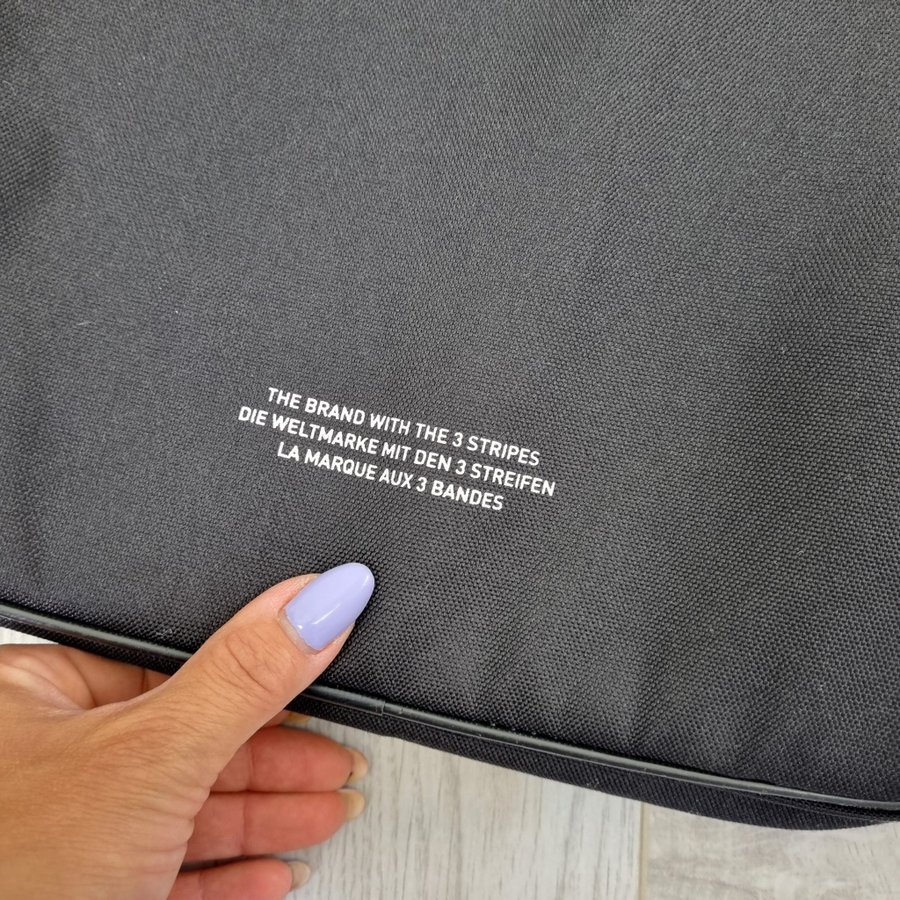 THE BRAND WITH THE 3 STRIPES
DIE WELTMARKE MIT DEN 3 STREIFEN
LA MARQUE AUX 3 BANDES